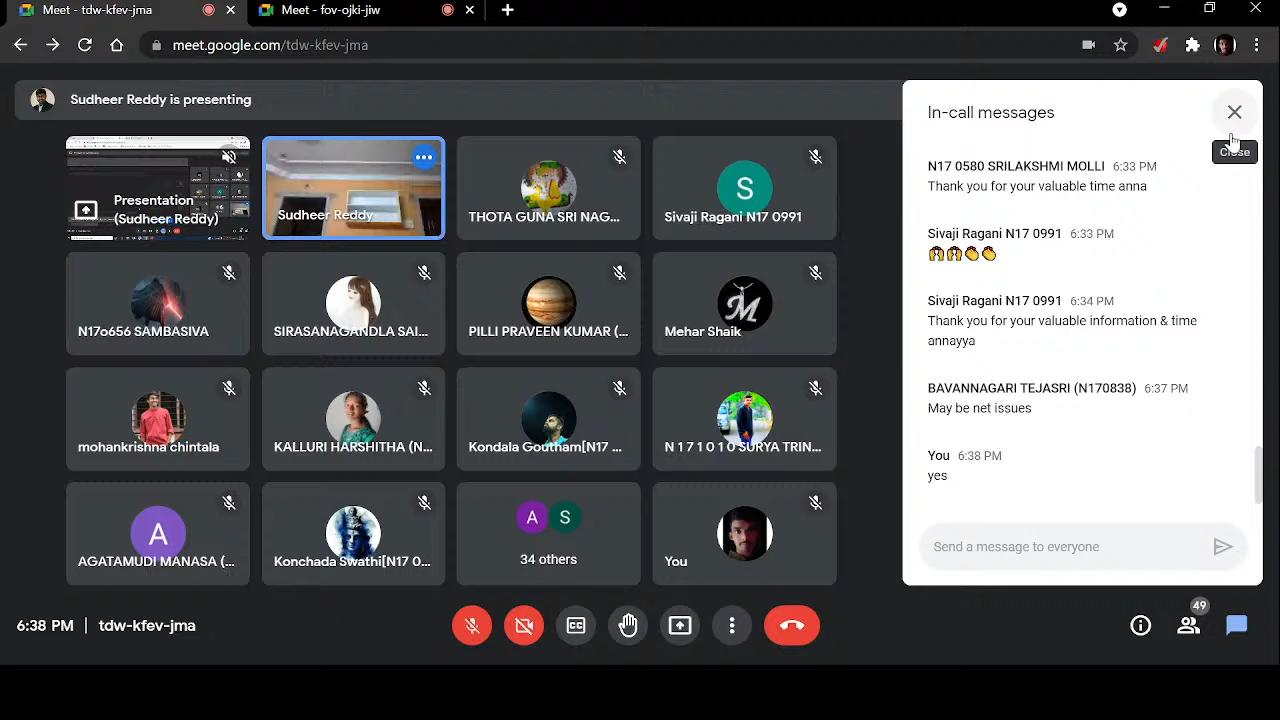 Meet - tdw-kfev-jma
Meet - fov-ojki-jiw
meet.google.com/tdw-kfev-jma
Sudheer Reddy is presenting
Presentation
(Sudheer Reddy)
Sudheer Reddy
THOTA GUNA SRI NAG...
Sivaji Ragani N17 0991
S
N17o656 SAMBASIVA
SIRASANAGANDLA SAI...
PILLI PRAVEEN KUMAR (...
Mehar Shaik
M
mohankrishna chintala
KALLURI HARSHITHA (N...
Kondala Goutham[N17 ...
N 1 7 1 0 1 0 SURYA TRIN...
A
AGATAMUDI MANASA (...
Konchada Swathi[N17 0...
A S
34 others
You
In-call messages
Close
N17 0580 SRILAKSHMI MOLLI 6:33 PM
Thank you for your valuable time anna
Sivaji Ragani N17 0991 6:33 PM
Sivaji Ragani N17 0991 6:34 PM
Thank you for your valuable information & time
annayya
BAVANNAGARI TEJASRI (N170838) 6:37 PM
May be net issues
You 6:38 PM
yes
Send a message to everyone
6:38 PM | tdw-kfev-jma
CC
49